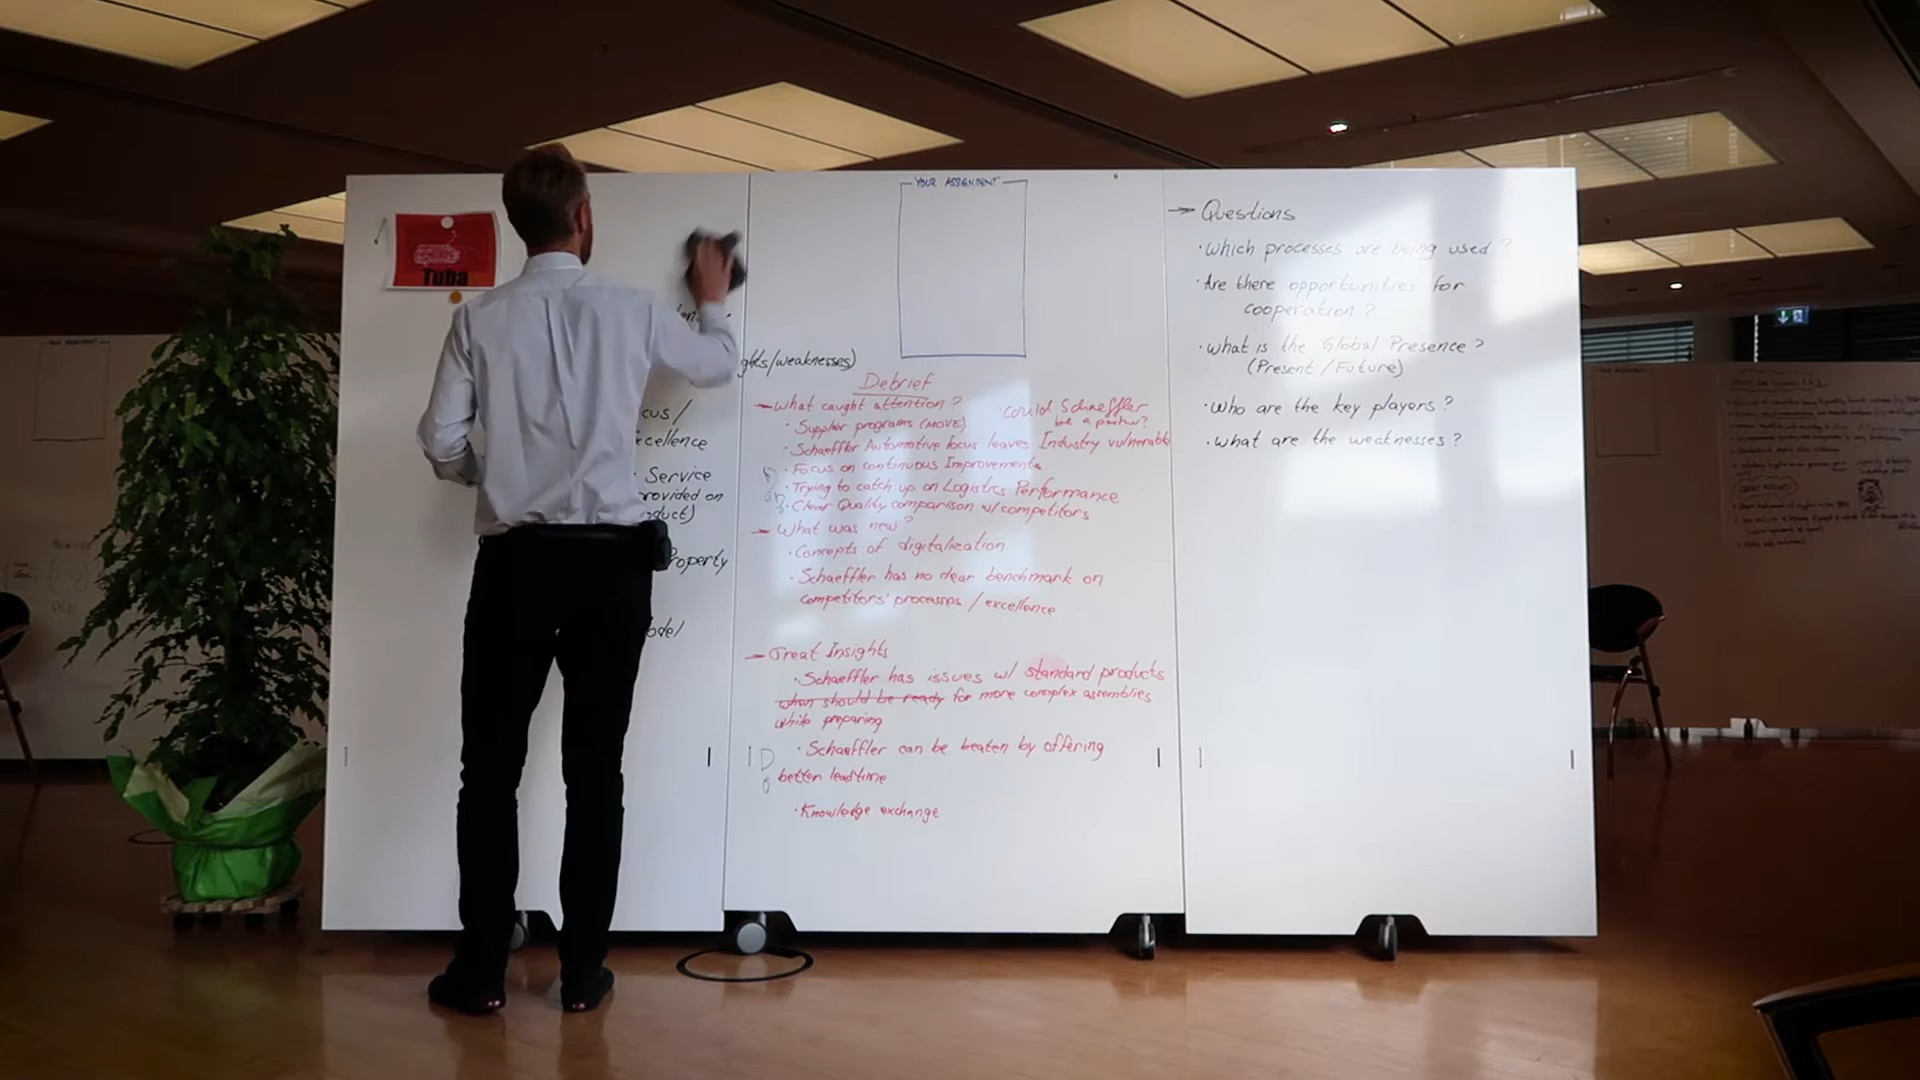 Tuba
cus/
cellence
· Service
provided on
oduct)
roperty
odel
YOUR ASSIGNMENT
ghts/weaknesses)
Debrief
→ What caught attention?
· Supplier programs (MOVE)
· could Schaeffler
be a partner?
· Schaeffler Automotive focus leaves Industry vulnerable
· Focus on continuous Improvements
· Trying to catch up on Logistics Performance
· Clear Quality comparison w/competitors
→ What was new?
· Concepts of digitalization
· Schaeffler has no clear benchmark on
competitors' processes / excellence
→ Great Insights
· Schaeffler has issues w/ standard products
when should be ready for more complex assemblies
while preparing
· Schaeffler can be beaten by offering
better leadtime
· Knowledge exchange
→ Questions
· Which processes are being used?
· Are there opportunities for
cooperation?
· What is the Global Presence?
(Present / Future)
· Who are the key players?
· What are the weaknesses?